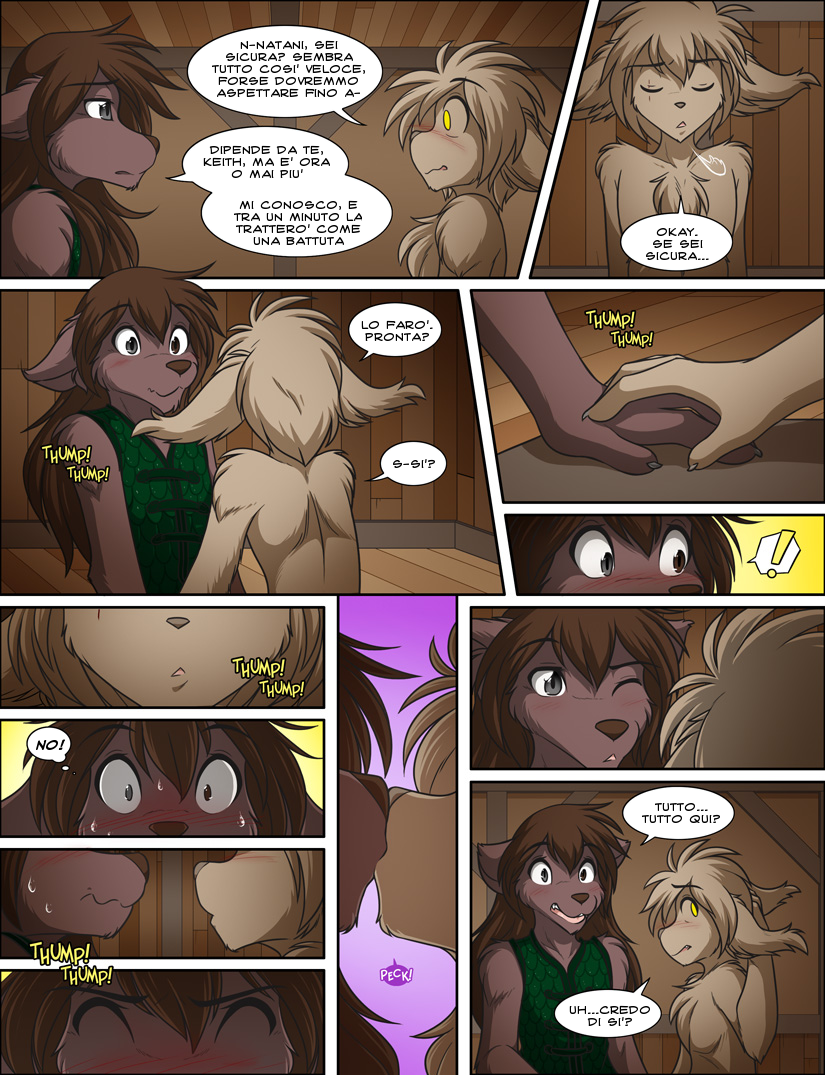 N-NATANI, SEI
SICURA? SEMBRA
TUTTO COSI' VELOCE,
FORSE DOVREMMO
ASPETTARE FINO A-
DIPENDE DA TE,
KEITH, MA E' ORA
O MAI PIU'
MI CONOSCO, E
TRA UN MINUTO LA
TRATTERO' COME
UNA BATTUTA
OKAY.
SE SEI
SICURA...
LO FARO'.
PRONTA?
THUMP!
THUMP!
S-SI'?
THUMP!
THUMP!
!
THUMP!
THUMP!
NO!
THUMP!
THUMP!
PECK!
TUTTO...
TUTTO QUI?
UH...CREDO
DI SI'?